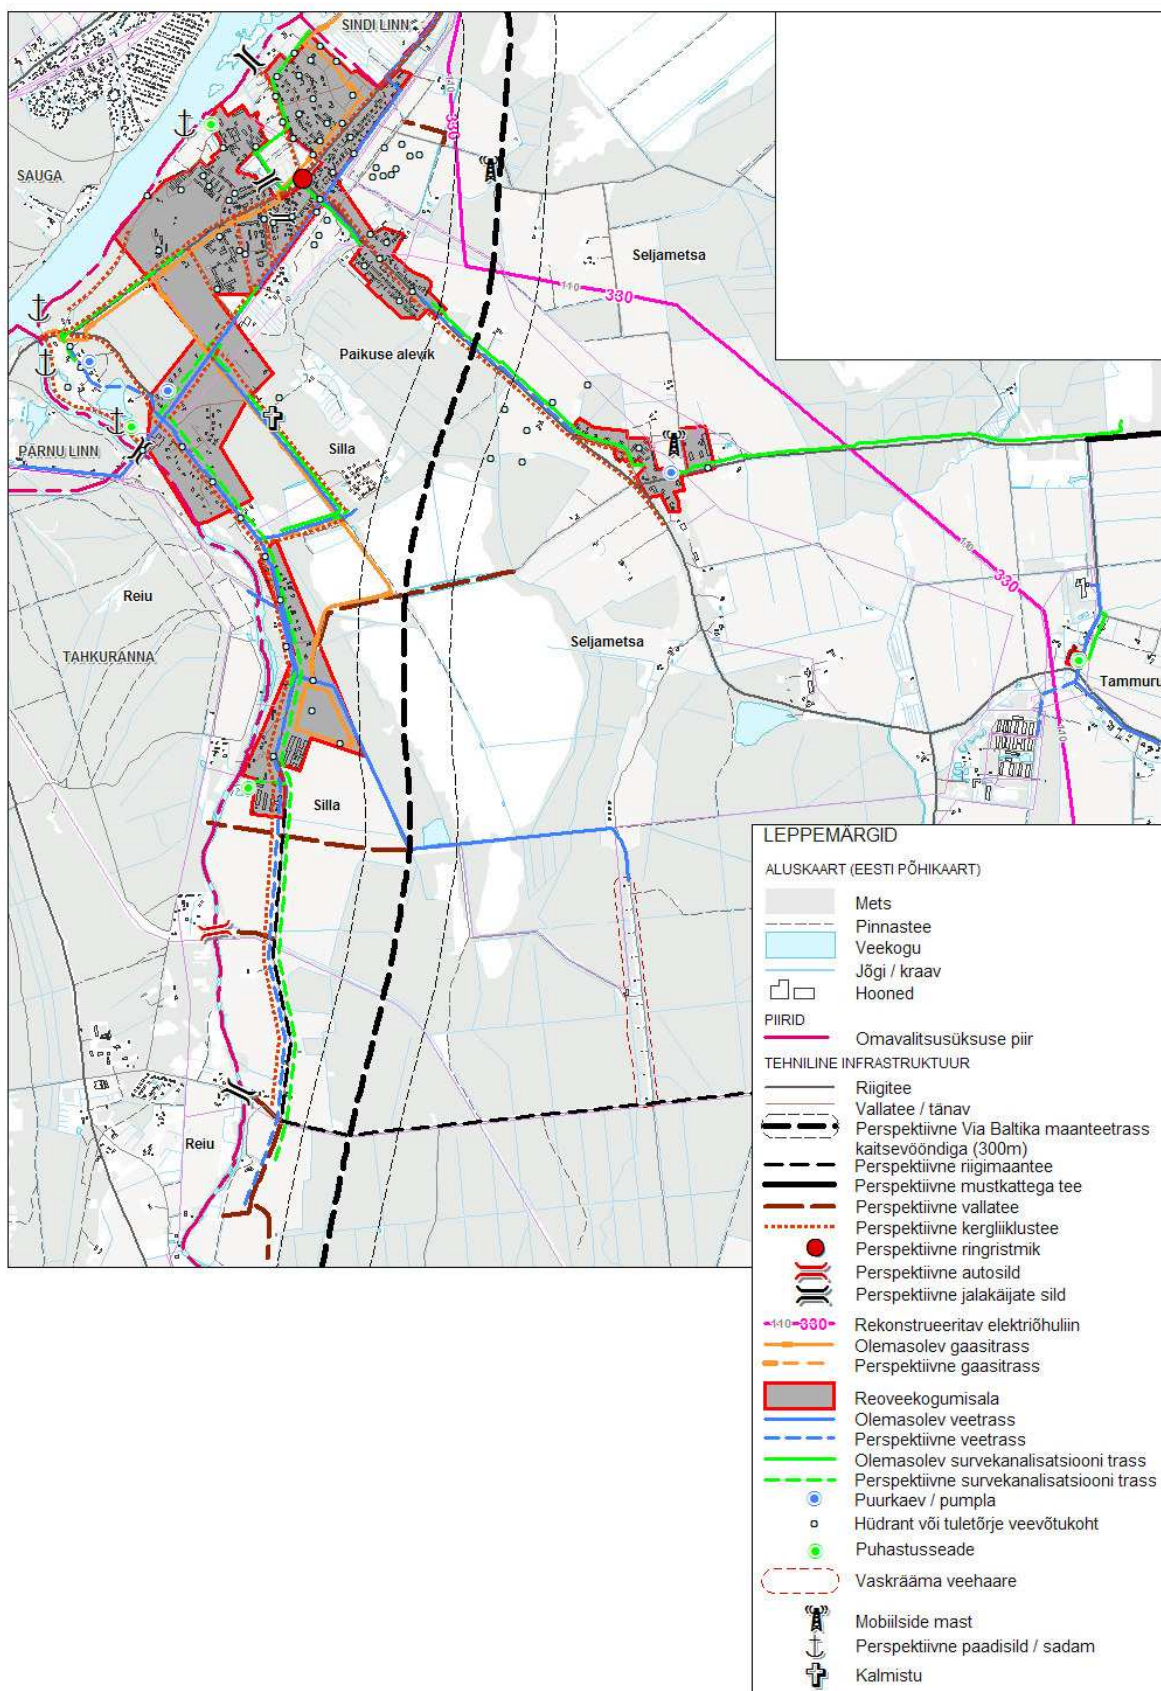 SINDI LINN
110
330
SAUGA
Seljametsa
110
330
Paikuse alevik
Silla
PÄRNU LINN
110
330
Reiu
Seljametsa
TAHKURANNA
Tammuru
110
Silla
Reiu
LEPPEMÄRGID
ALUSKAART (EESTI PÕHIKAART)
Mets
Pinnastee
Veekogu
Jõgi / kraav
Hooned
PIIRID
Omavalitsusüksuse piir
TEHNILINE INFRASTRUKTUUR
Riigitee
Vallatee / tänav
Perspektiivne Via Baltika maanteetrass
kaitsevööndiga (300m)
Perspektiivne riigimaantee
Perspektiivne mustkattega tee
Perspektiivne vallatee
Perspektiivne kergliiklustee
Perspektiivne ringristmik
Perspektiivne autosild
Perspektiivne jalakäijate sild
110 330 Rekonstrueeritav elektriõhuliin
Olemasolev gaasitrass
Perspektiivne gaasitrass
Reoveekogumisala
Olemasolev veetrass
Perspektiivne veetrass
Olemasolev survekanalisatsiooni trass
Perspektiivne survekanalisatsiooni trass
Puurkaev / pumpla
Hüdrant või tuletõrje veevõtukoht
Puhastusseade
Vaskrääma veehaare
Mobiilside mast
Perspektiivne paadisild / sadam
Kalmistu